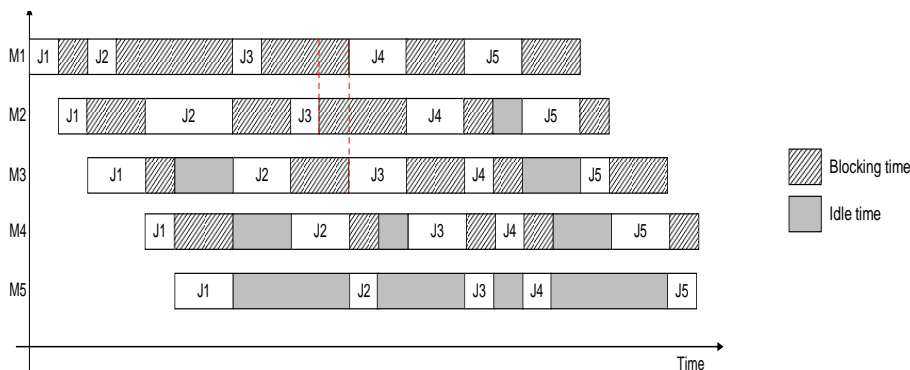 M1 J1 J2 J3 J4 J5
M2 J1 J2 J3 J4 J5
M3 J1 J2 J3 J4 J5
M4 J1 J2 J3 J4 J5
M5 J1 J2 J3 J4 J5
Blocking time
Idle time
Time